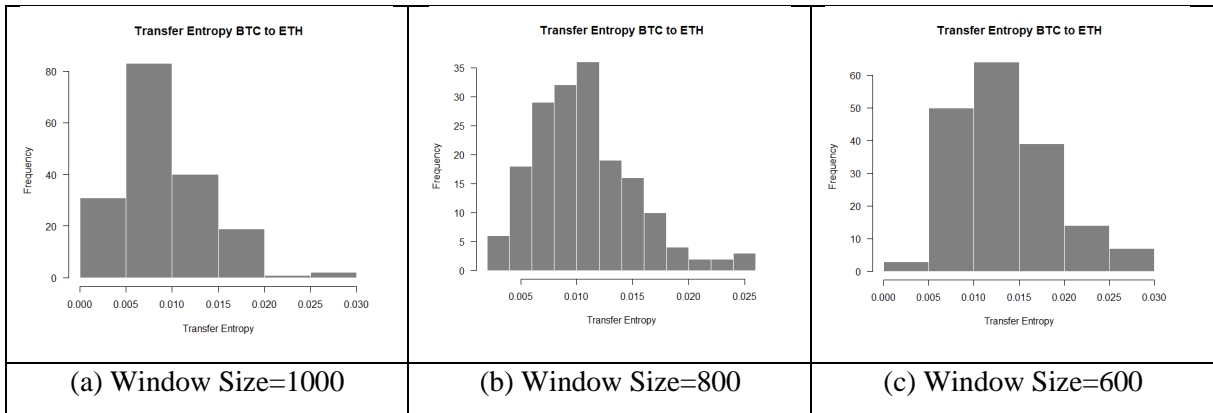 Transfer Entropy BTC to ETH
80
60
40
20
0
Frequency
0.000 0.005 0.010 0.015 0.020 0.025 0.030
Transfer Entropy
(a) Window Size=1000
Transfer Entropy BTC to ETH
35
30
25
20
15
10
5
0
Frequency
0.005 0.010 0.015 0.020 0.025
Transfer Entropy
(b) Window Size=800
Transfer Entropy BTC to ETH
60
50
40
30
20
10
0
Frequency
0.000 0.005 0.010 0.015 0.020 0.025 0.030
Transfer Entropy
(c) Window Size=600